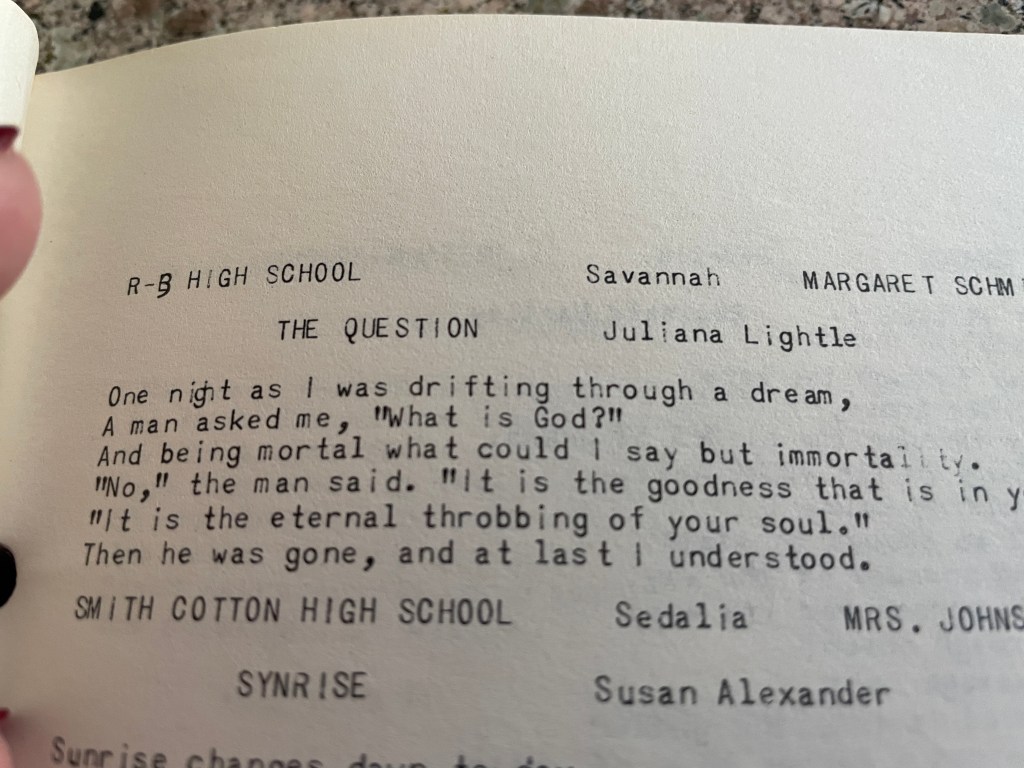 R-B HIGH SCHOOL Savannah MARGARET
THE QUESTION Juliana Lightle
One night as I was drifting through a dream,
A man asked me, "What is God?"
And being mortal what could I say but immortality.
"No," the man said. "It is the goodness that is in
"It is the eternal throbbing of your soul."
Then he was gone, and at last I understood.
SMITH COTTON HIGH SCHOOL Sedalia MRS.
SYNRISE Susan Alexander
Sunrise changes